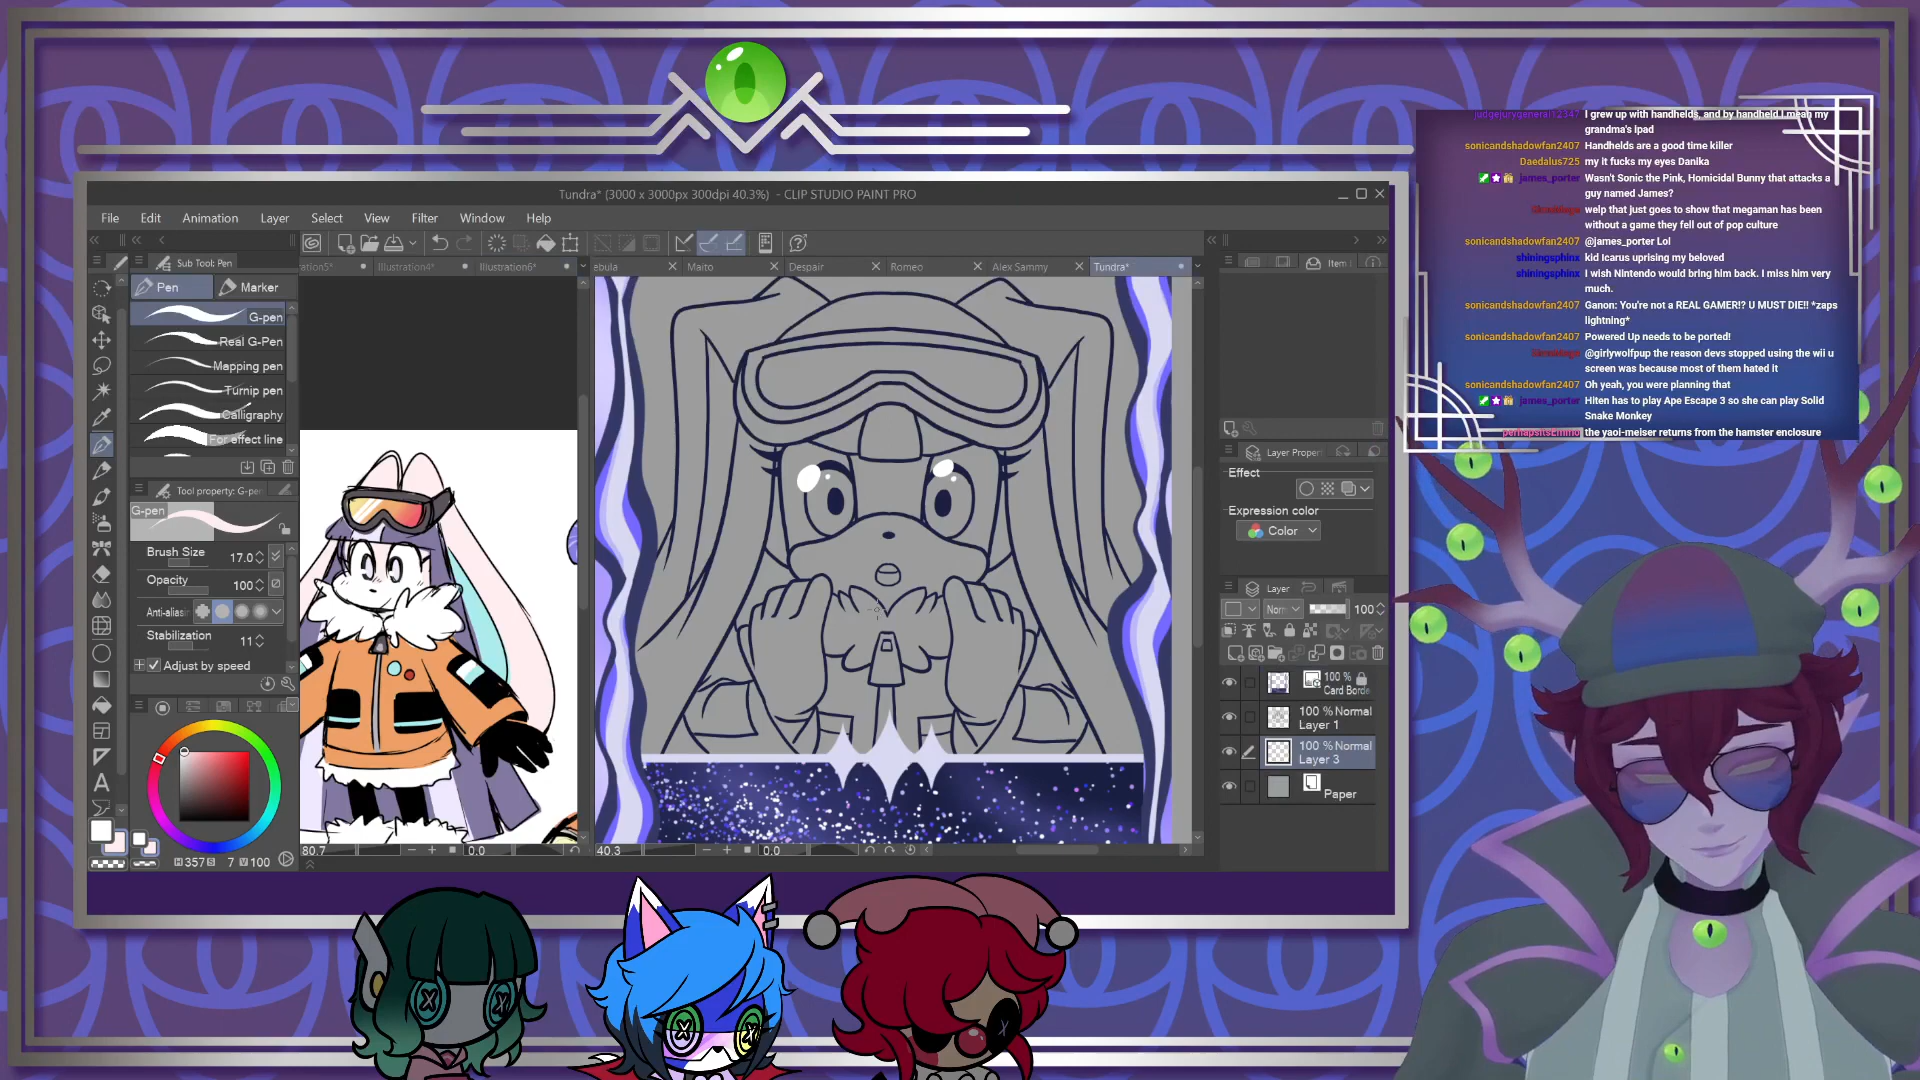 Tundra* (3000 x 3000px 300dpi 40.3%) - CLIP STUDIO PAINT PRO
File Edit Animation Layer Select View Filter Window Help
Sub Tool: Pen
Illustration4* Illustration6* Maito Despair Romeo Alex Sammy Tundra*
Pen Marker
G-pen
Real G-Pen
Mapping pen
Turnip pen
Calligraphy
For effect line
Tool property: G-pen
G-pen
Brush Size 17.0
Opacity 100
Stabilization 11
Adjust by speed
H 357 S 7 V 100
80.7 0.0
40.3 0.0
Effect
Expression color
Color
Layer
100
100 %
Card Borde
100 % Normal
Layer 1
100 % Normal
Layer 3
Paper
judgejurygeneral12347 I grew up with handhelds, and by handheld I mean my
grandma's Ipad
sonicandshadowfan2407 Handhelds are a good time killer
Daedalus725 my it fucks my eyes Danika
james_porter Wasn't Sonic the Pink, Homicidal Bunny that attacks a
guy named James?
welp that just goes to show that megaman has been
without a game they fell out of pop culture
sonicandshadowfan2407 @james_porter Lol
shiningsphinx kid Icarus uprising my beloved
shiningsphinx I wish Nintendo would bring him back. I miss him very
much.
sonicandshadowfan2407 Ganon: You're not a REAL GAMER!? U MUST DIE!! *zaps
lightning*
sonicandshadowfan2407 Powered Up needs to be ported!
@girlywolfpup the reason devs stopped using the wii u
screen was because most of them hated it
sonicandshadowfan2407 Oh yeah, you were planning that
james_porter Hiten has to play Ape Escape 3 so she can play Solid
Snake Monkey
perhapsitsEmmo the yaoi-meiser returns from the hamster enclosure